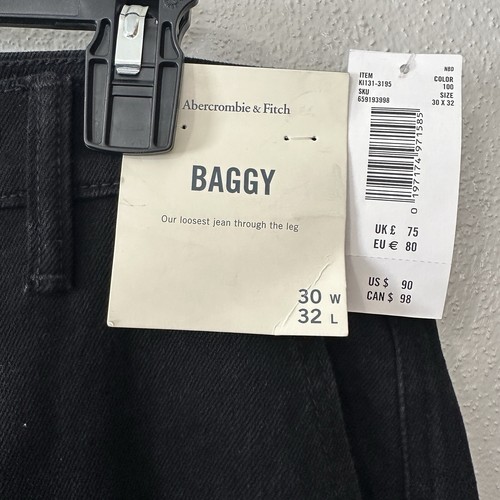 Abercrombie & Fitch
BAGGY
Our loosest jean through the leg
30 W
32 L
N80
ITEM
KI131-3195
SKU
659193998
COLOR
100
SIZE
30 X 32
0 197174 971585
UK £ 75
EU € 80
US $ 90
CAN $ 98